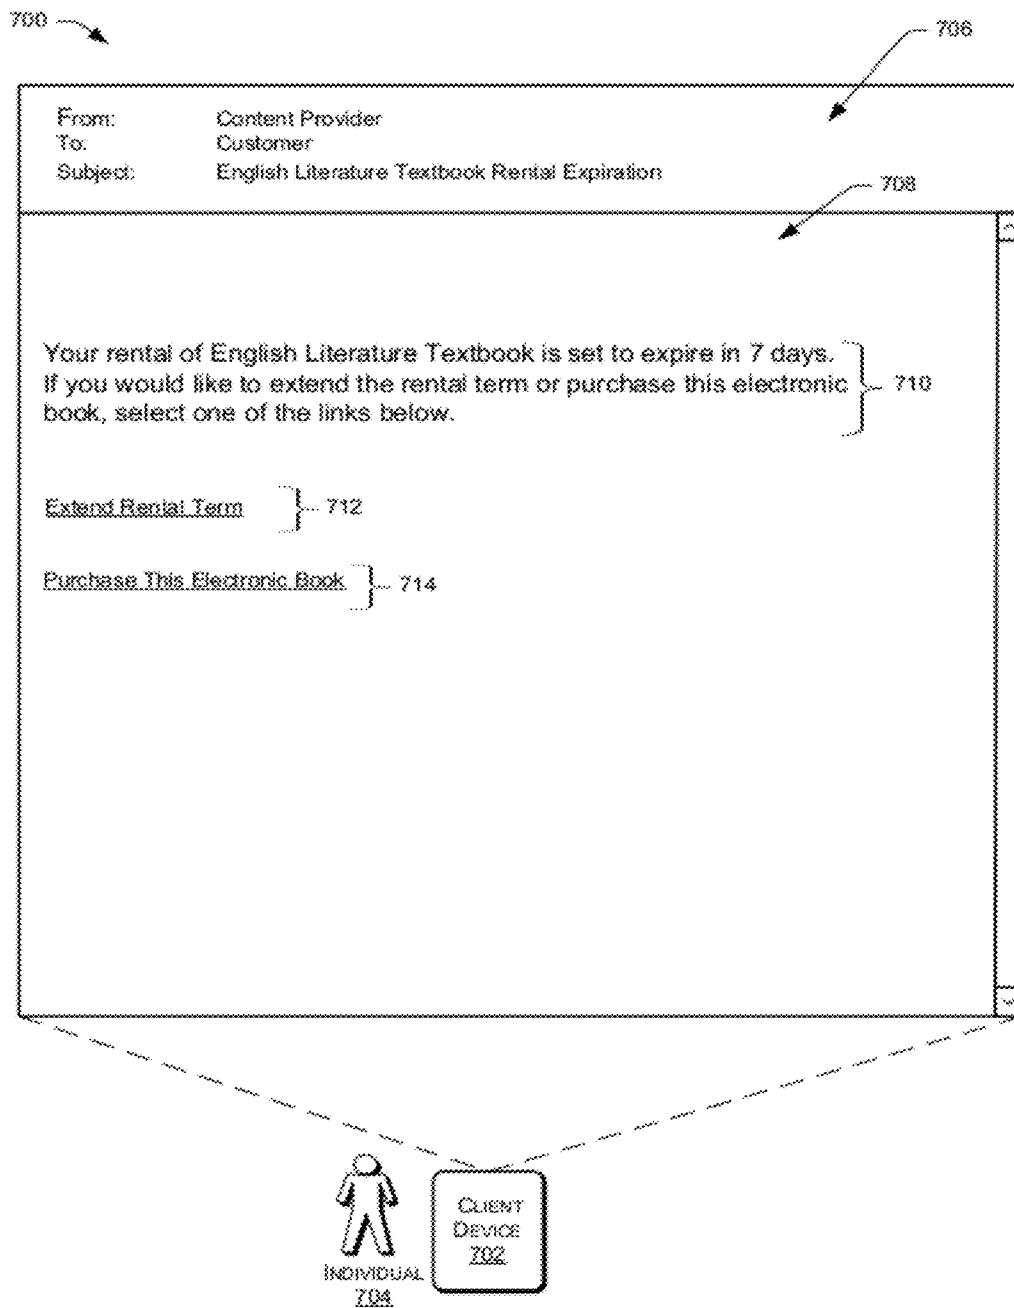 700
706
From: Content Provider
To: Customer
Subject: English Literature Textbook Rental Expiration
708
Your rental of English Literature Textbook is set to expire in 7 days.
If you would like to extend the rental term or purchase this electronic
book, select one of the links below.
710
Extend Rental Term 712
Purchase This Electronic Book 714
CLIENT
DEVICE
702
INDIVIDUAL
704